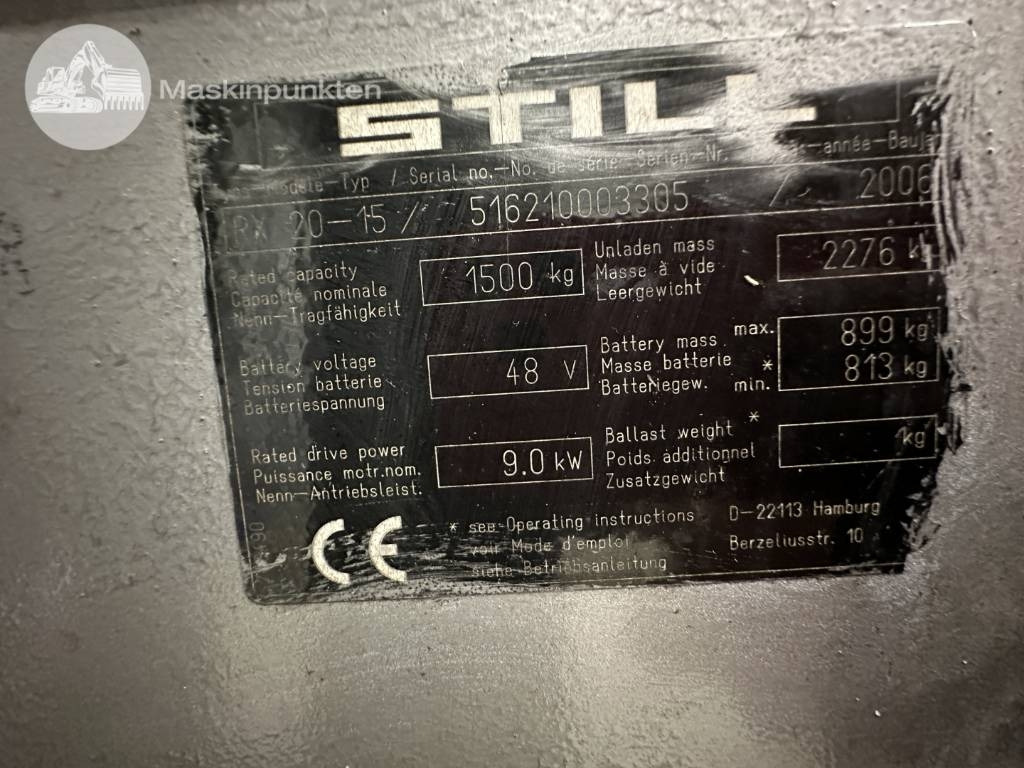 Maskinpunkten
STILL
Modèle-Typ / Serial no.-No. de série-Serien-Nr. -année-Bauj
RX 20-15 / 516210003305 / 2006
Rated capacity
Capacité nominale
Nenn-Tragfähigkeit
1500 kg
Unladen mass
Masse à vide
Leergewicht
2276 kg
Battery voltage
Tension batterie
Batteriespannung
48 V
Battery mass max. 899 kg
Masse batterie *
Batteriegew. min. 813 kg
Rated drive power
Puissance motr.nom.
Nenn-Antriebsleist.
9.0 kW
Ballast weight *
Poids additionnel
Zusatzgewicht
kg
CE
* see Operating instructions
voir Mode d'emploi
siehe Betriebsanleitung
D-22113 Hamburg
Berzeliusstr. 10